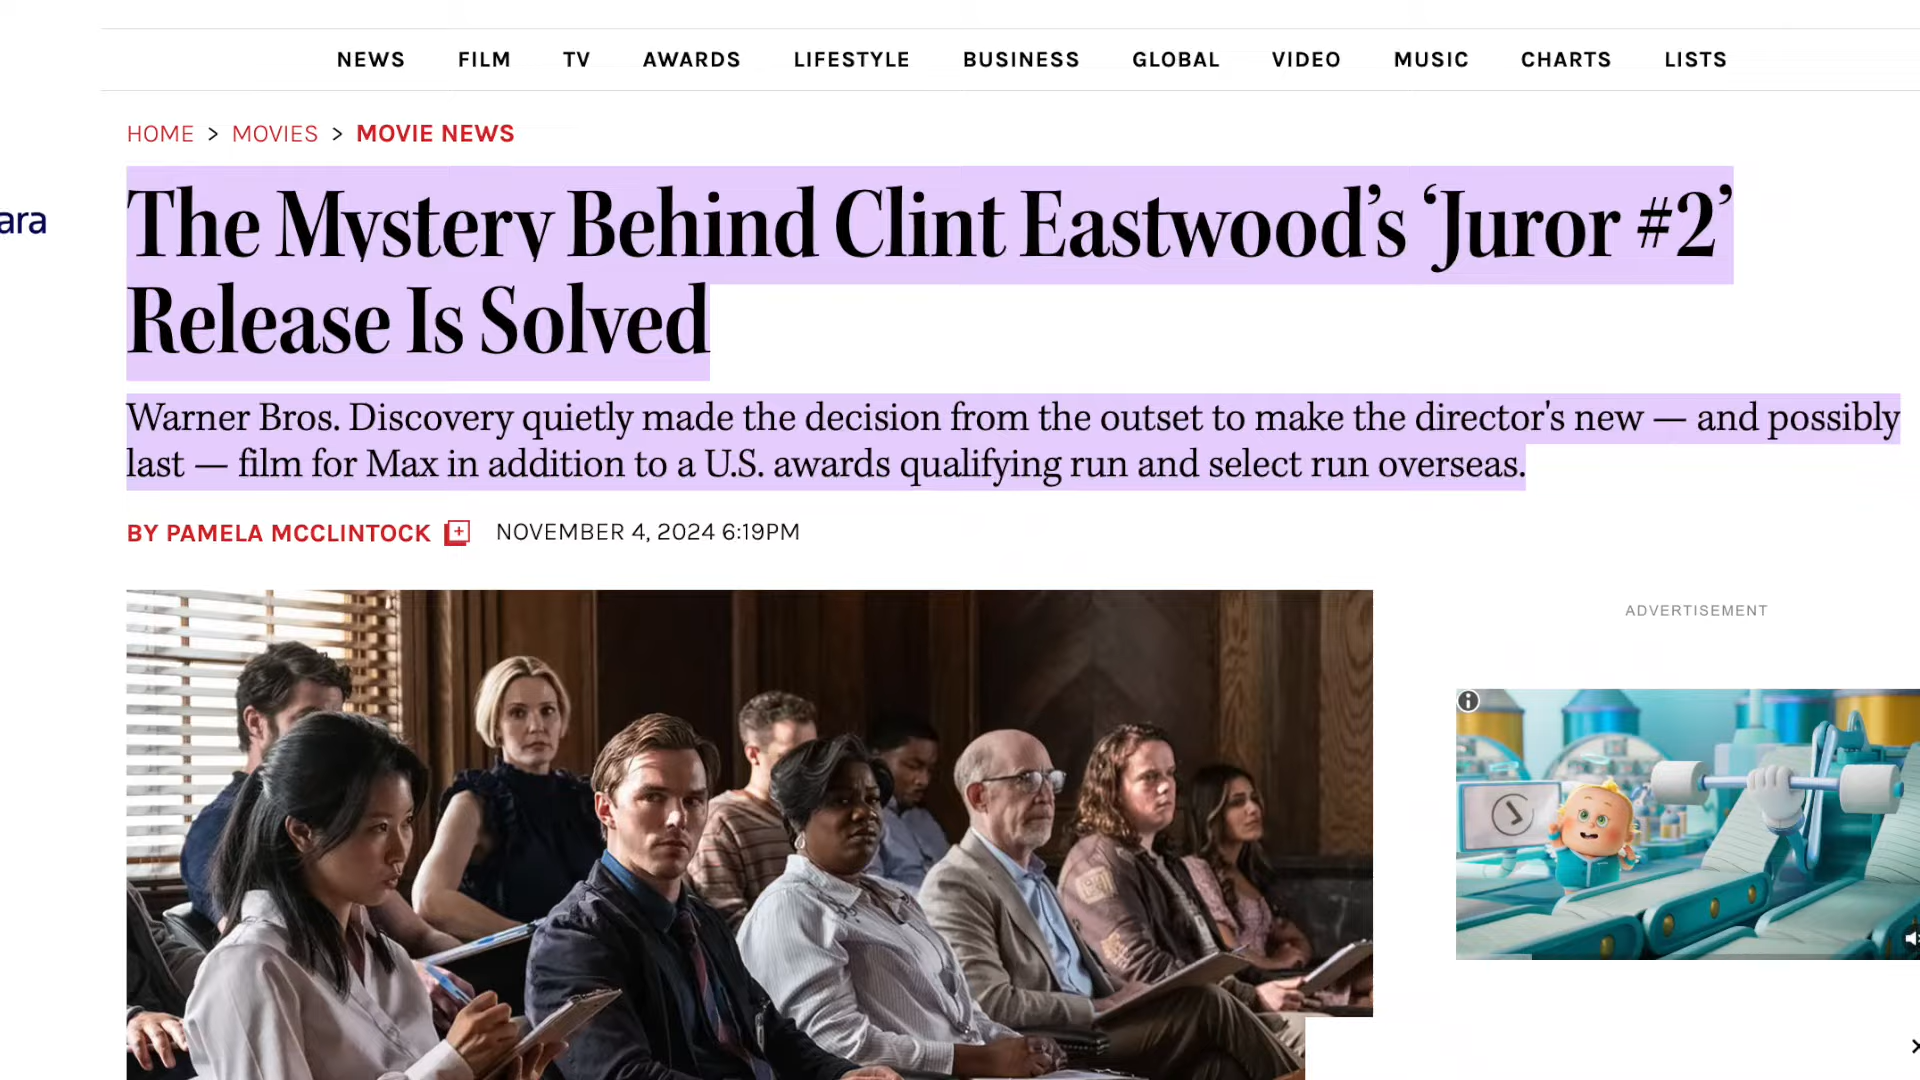 NEWS FILM TV AWARDS LIFESTYLE BUSINESS GLOBAL VIDEO MUSIC CHARTS LISTS
HOME > MOVIES > MOVIE NEWS
ara
The Mystery Behind Clint Eastwood’s ‘Juror #2’
Release Is Solved
Warner Bros. Discovery quietly made the decision from the outset to make the director's new — and possibly
last — film for Max in addition to a U.S. awards qualifying run and select run overseas.
BY PAMELA MCCLINTOCK NOVEMBER 4, 2024 6:19PM
ADVERTISEMENT